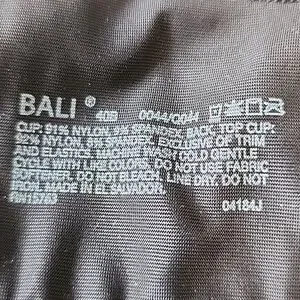 BALI ® 40B 0044/0044
CUP: 91% NYLON, 9% SPANDEX. BACK, TOP CUP:
92% NYLON, 8% SPANDEX. EXCLUSIVE OF TRIM
AND ELASTICS. MACHINE WASH COLD GENTLE
CYCLE WITH LIKE COLORS. DO NOT USE FABRIC
SOFTENER. DO NOT BLEACH. LINE DRY. DO NOT
IRON. MADE IN EL SALVADOR.
RN15763 04184J